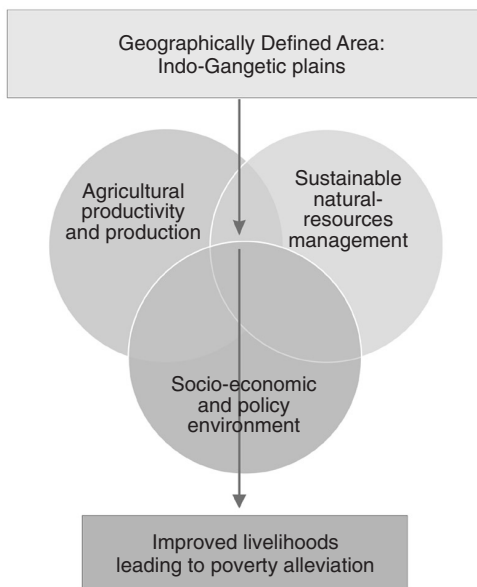 Geographically Defined Area:
Indo-Gangetic plains
Agricultural
productivity
and production
Sustainable
natural-
resources
management
Socio-economic
and policy
environment
Improved livelihoods
leading to poverty alleviation